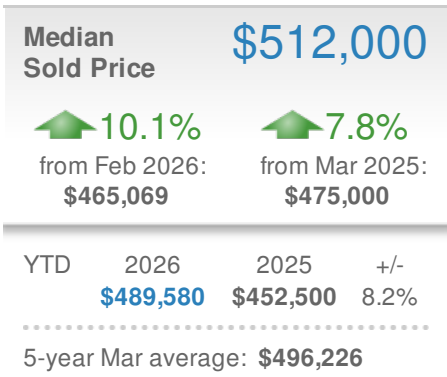 Median
Sold Price
$512,000
10.1%
from Feb 2026:
$465,069
7.8%
from Mar 2025:
$475,000
YTD 2026 2025 +/-
$489,580 $452,500 8.2%
5-year Mar average: $496,226